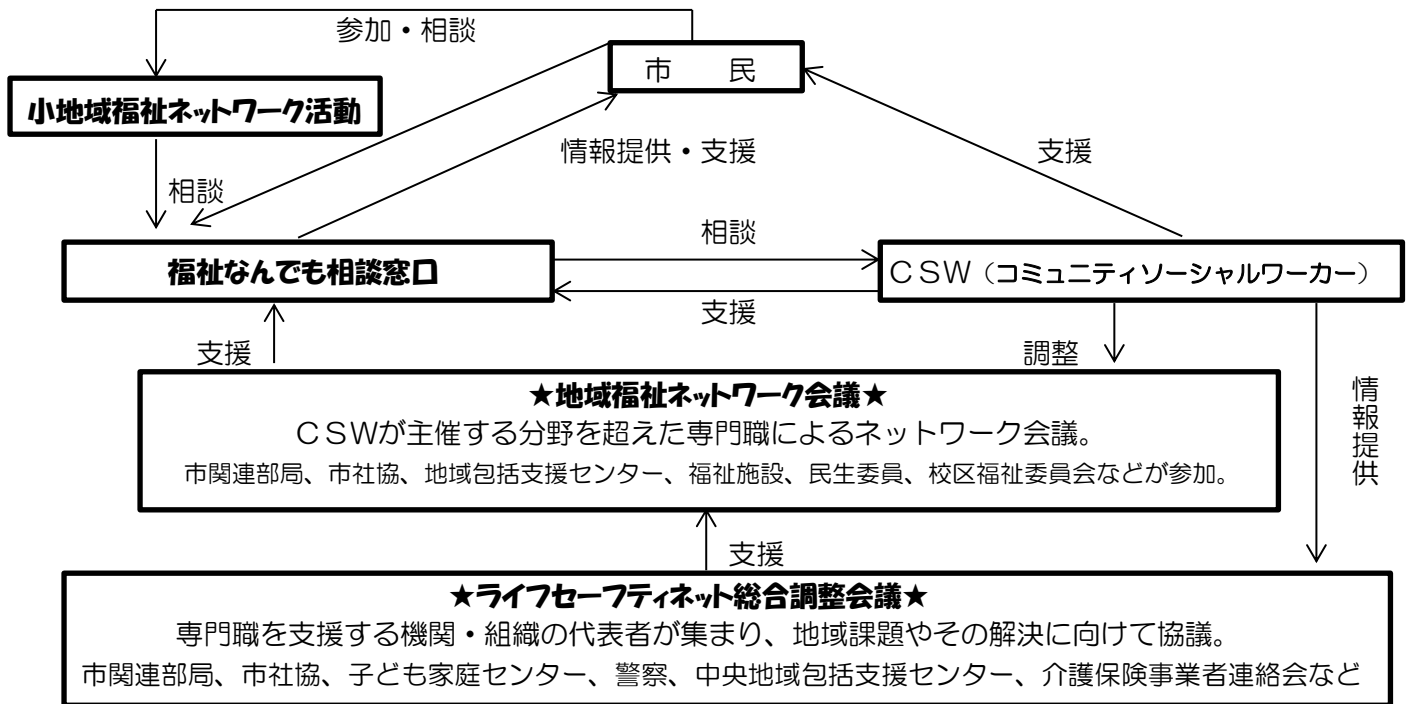 参加・相談
市　民
小地域福祉ネットワーク活動
情報提供・支援
支援
相談
相談
福祉なんでも相談窓口
CSW（コミュニティソーシャルワーカー）
支援
支援
調整
情報提供
★地域福祉ネットワーク会議★
CSWが主催する分野を超えた専門職によるネットワーク会議。
市関連部局、市社協、地域包括支援センター、福祉施設、民生委員、校区福祉委員会などが参加。
支援
★ライフセーフティネット総合調整会議★
専門職を支援する機関・組織の代表者が集まり、地域課題やその解決に向けて協議。
市関連部局、市社協、子ども家庭センター、警察、中央地域包括支援センター、介護保険事業者連絡会など